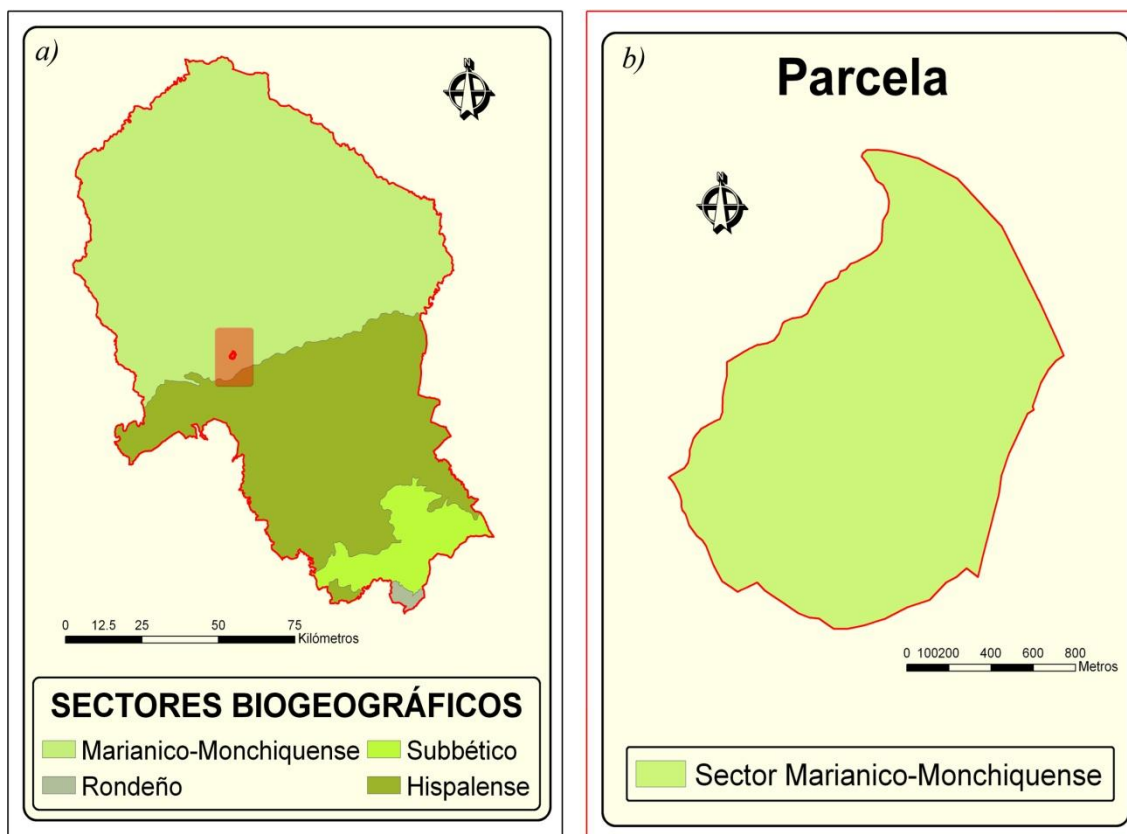 a)
N
0 12.5 25 50 75
Kilómetros
SECTORES BIOGEOGRÁFICOS
Marianico-Monchiquense
Subbético
Rondeño
Hispalense
b)
Parcela
N
0 100200 400 600 800
Metros
Sector Marianico-Monchiquense